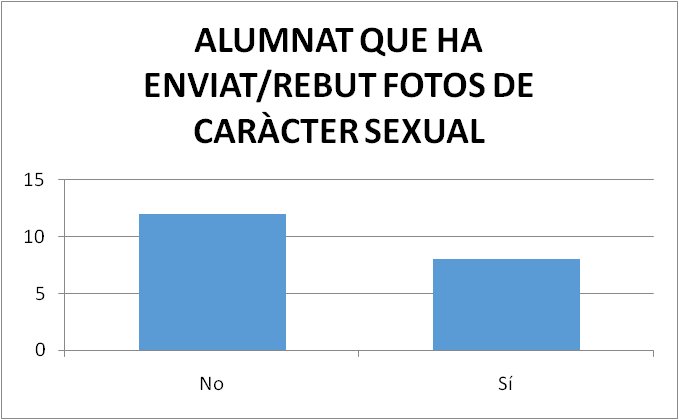 ALUMNAT QUE HA
ENVIAT/REBUT FOTOS DE
CARÀCTER SEXUAL
15
10
5
0
No
Sí